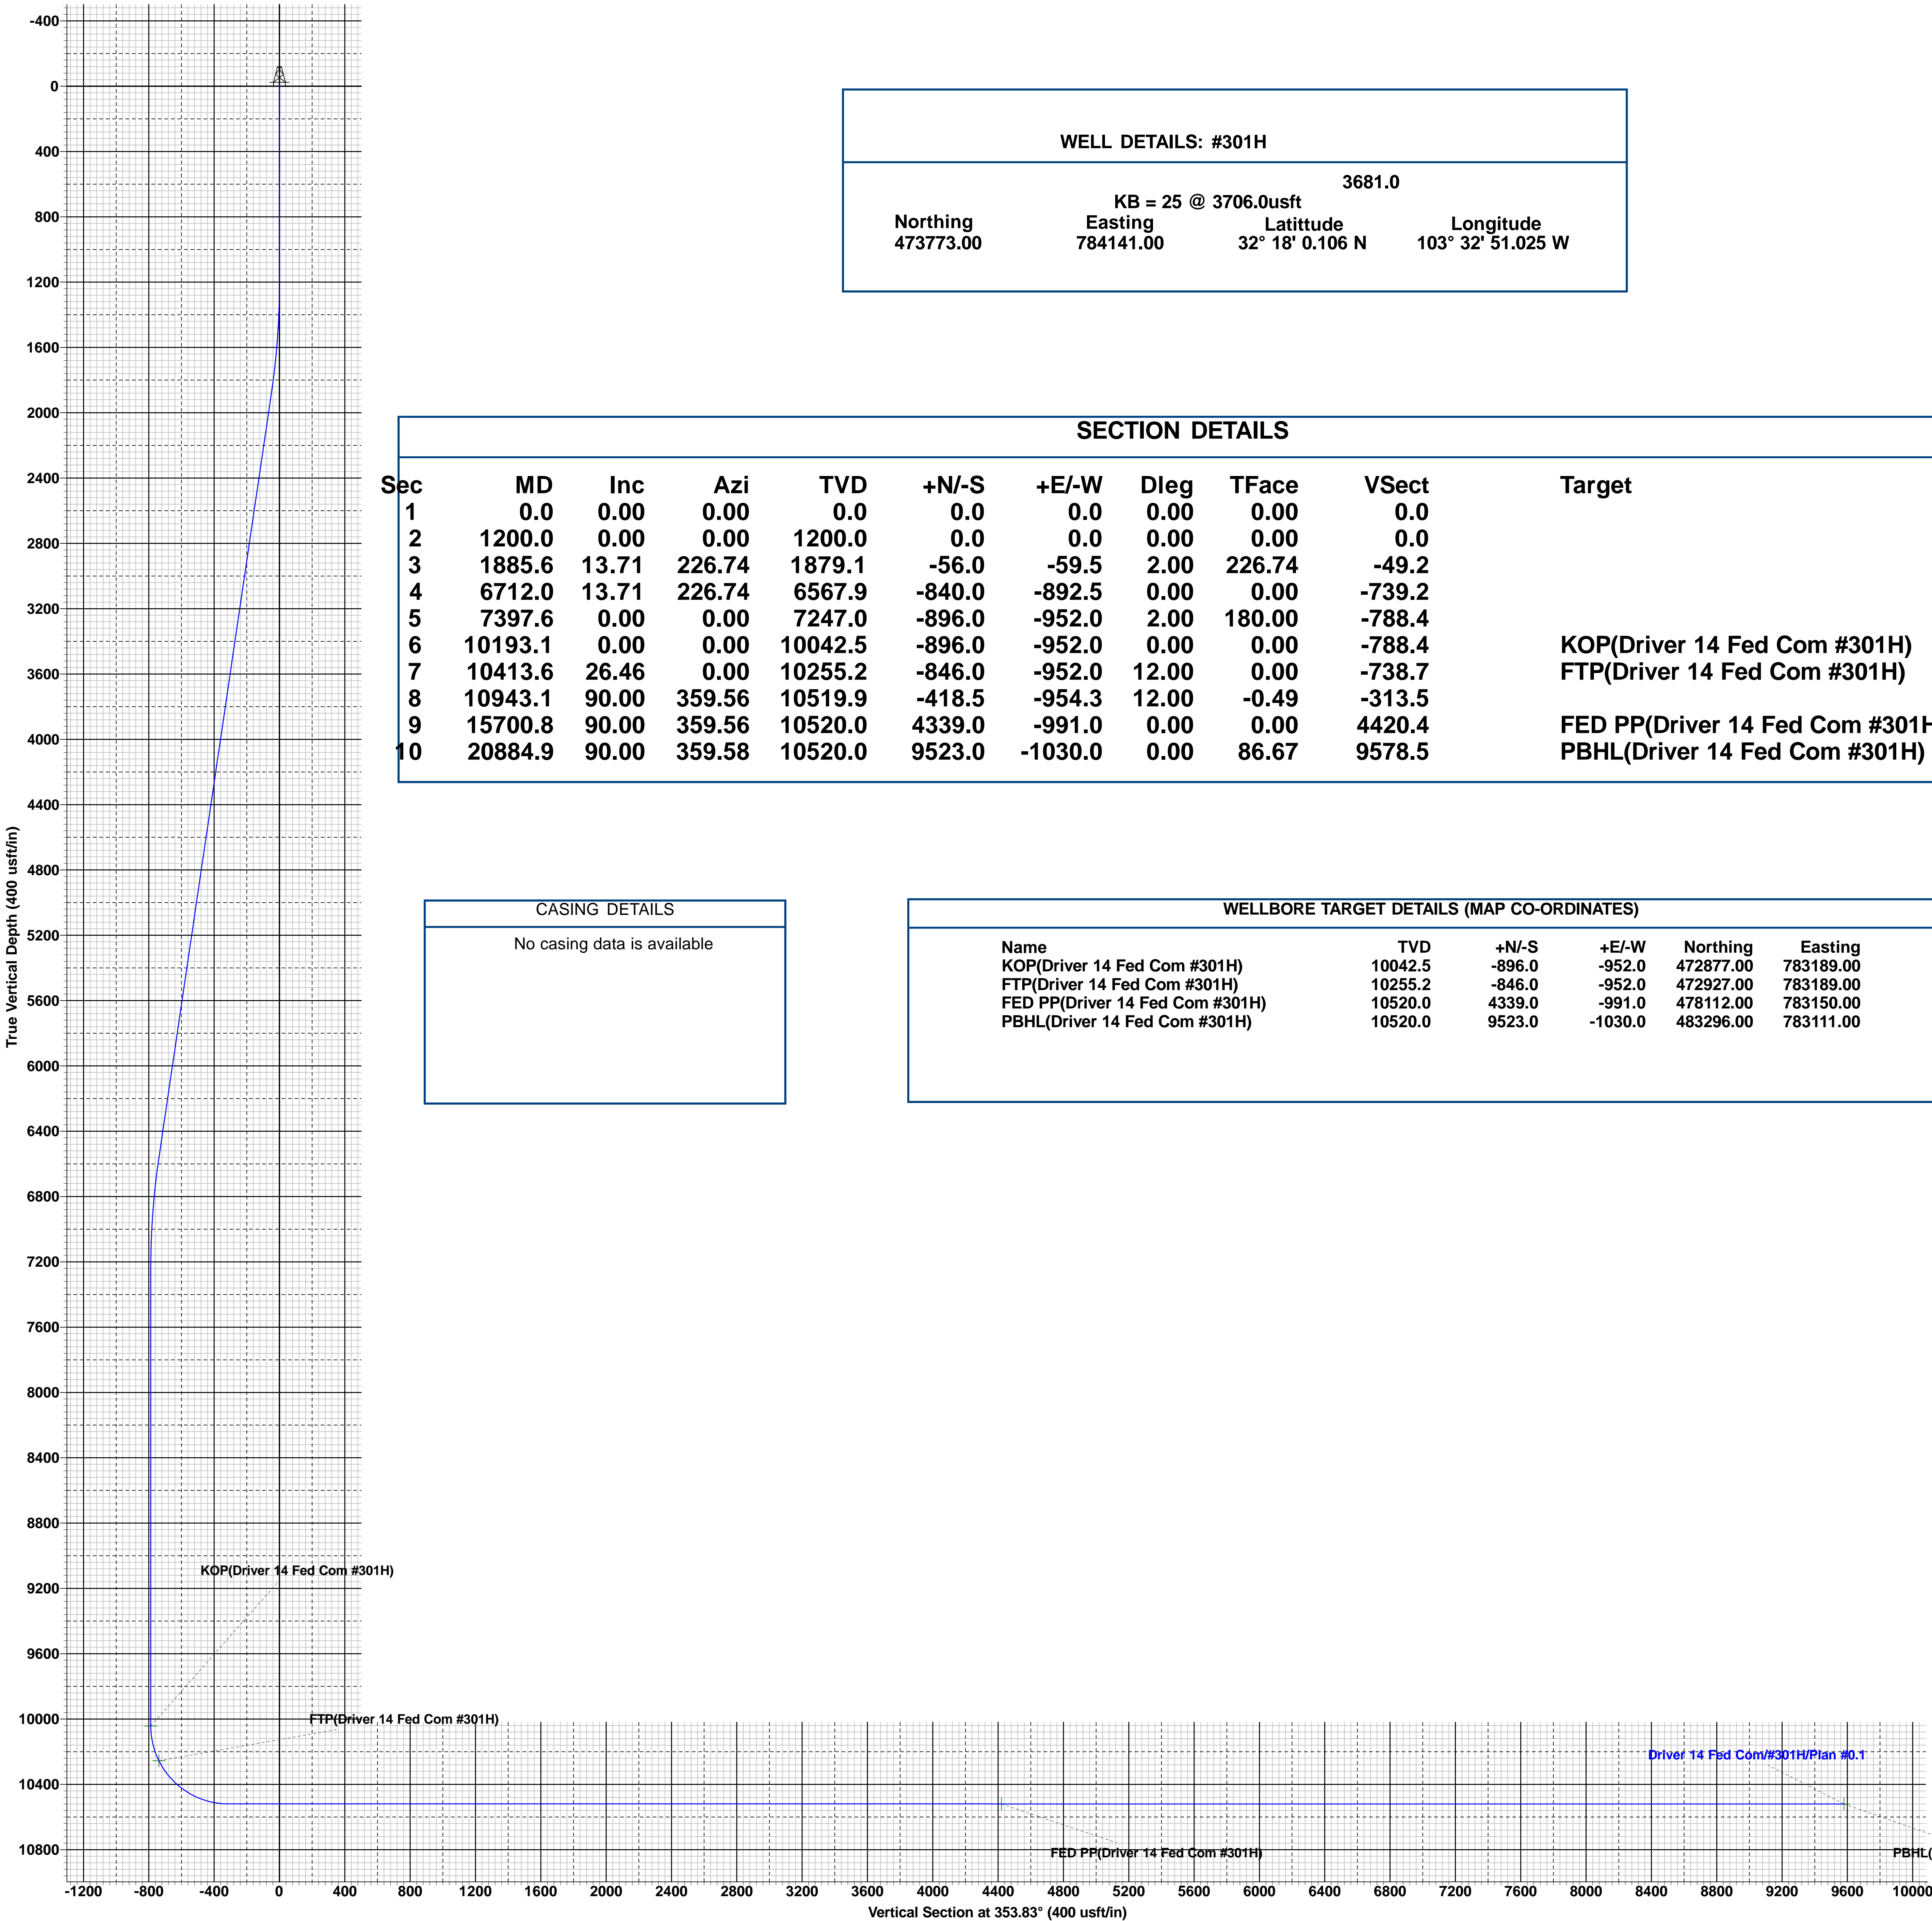 WELL DETAILS: #301H
3681.0
KB = 25 @ 3706.0usft
Northing Easting Latittude Longitude
473773.00 784141.00 32° 18' 0.106 N 103° 32' 51.025 W
SECTION DETAILS
Sec MD Inc Azi TVD +N/-S +E/-W Dleg TFace VSect Target
1 0.0 0.00 0.00 0.0 0.0 0.0 0.00 0.00 0.0
2 1200.0 0.00 0.00 1200.0 0.0 0.0 0.00 0.00 0.0
3 1885.6 13.71 226.74 1879.1 -56.0 -59.5 2.00 226.74 -49.2
4 6712.0 13.71 226.74 6567.9 -840.0 -892.5 0.00 0.00 -739.2
5 7397.6 0.00 0.00 7247.0 -896.0 -952.0 2.00 180.00 -788.4
6 10193.1 0.00 0.00 10042.5 -896.0 -952.0 0.00 0.00 -788.4 KOP(Driver 14 Fed Com #301H)
7 10413.6 26.46 0.00 10255.2 -846.0 -952.0 12.00 0.00 -738.7 FTP(Driver 14 Fed Com #301H)
8 10943.1 90.00 359.56 10519.9 -418.5 -954.3 12.00 -0.49 -313.5
9 15700.8 90.00 359.56 10520.0 4339.0 -991.0 0.00 0.00 4420.4 FED PP(Driver 14 Fed Com #301H
10 20884.9 90.00 359.58 10520.0 9523.0 -1030.0 0.00 86.67 9578.5 PBHL(Driver 14 Fed Com #301H)
CASING DETAILS
No casing data is available
WELLBORE TARGET DETAILS (MAP CO-ORDINATES)
Name TVD +N/-S +E/-W Northing Easting
KOP(Driver 14 Fed Com #301H) 10042.5 -896.0 -952.0 472877.00 783189.00
FTP(Driver 14 Fed Com #301H) 10255.2 -846.0 -952.0 472927.00 783189.00
FED PP(Driver 14 Fed Com #301H) 10520.0 4339.0 -991.0 478112.00 783150.00
PBHL(Driver 14 Fed Com #301H) 10520.0 9523.0 -1030.0 483296.00 783111.00
True Vertical Depth (400 usft/in)
-400
0
400
800
1200
1600
2000
2400
2800
3200
3600
4000
4400
4800
5200
5600
6000
6400
6800
7200
7600
8000
8400
8800
9200
9600
10000
10400
10800
KOP(Driver 14 Fed Com #301H)
FTP(Driver 14 Fed Com #301H)
Driver 14 Fed Com/#301H/Plan #0.1
FED PP(Driver 14 Fed Com #301H)
PBHL(
-1200 -800 -400 0 400 800 1200 1600 2000 2400 2800 3200 3600 4000 4400 4800 5200 5600 6000 6400 6800 7200 7600 8000 8400 8800 9200 9600 10000
Vertical Section at 353.83° (400 usft/in)